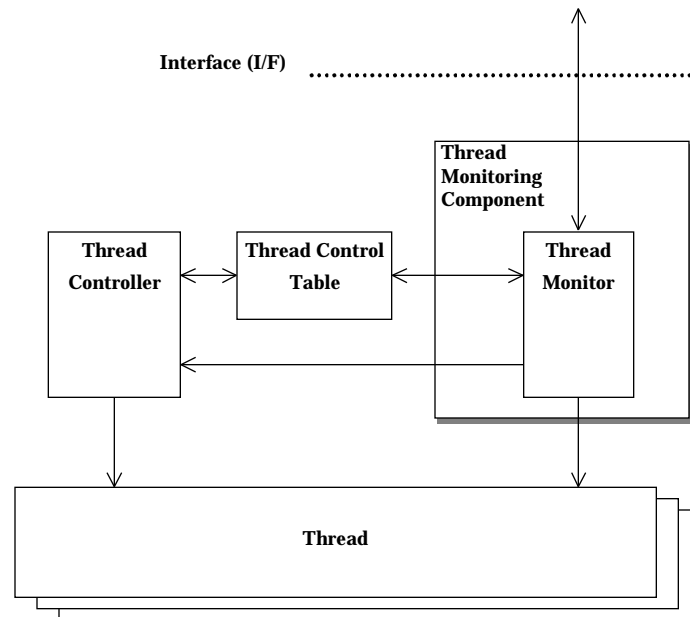 Interface (I/F)
Thread
Monitoring
Component
Thread
Controller
Thread Control
Table
Thread
Monitor
Thread